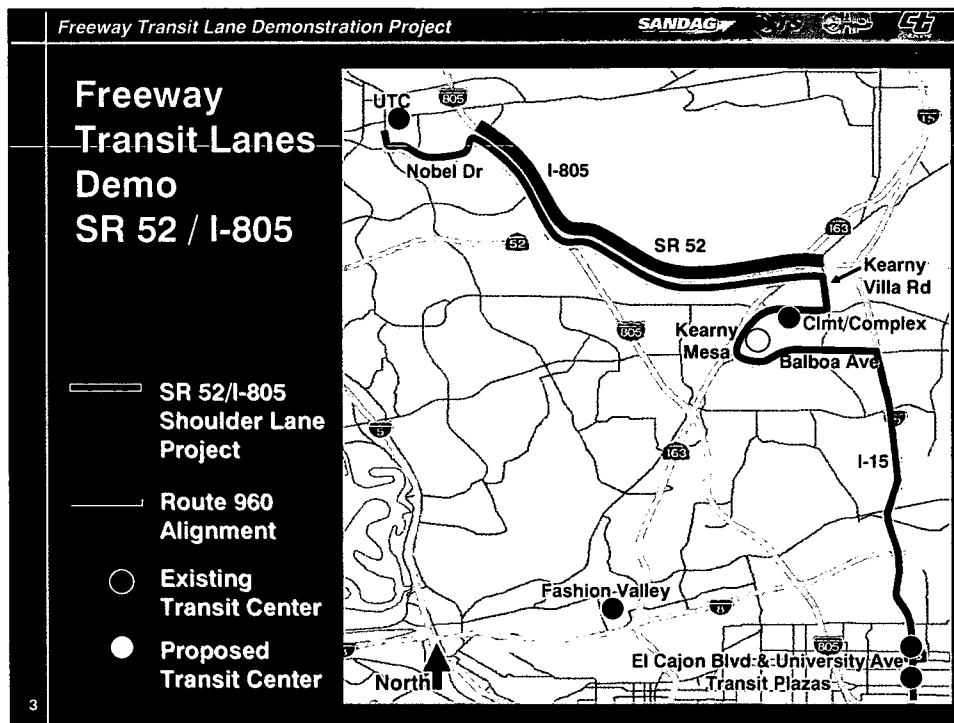 Freeway Transit Lane Demonstration Project
SANDAG
Freeway
Transit Lanes
Demo
SR 52 / I-805
SR 52/I-805
Shoulder Lane
Project
Route 960
Alignment
Existing
Transit Center
Proposed
Transit Center
3
UTC
805
15
Nobel Dr
I-805
52
SR 52
163
Kearny
Villa Rd
805
Kearny
Mesa
Clmt/Complex
Balboa Ave
5
163
I-15
Fashion Valley
8
805
El Cajon Blvd & University Ave
Transit Plazas
North